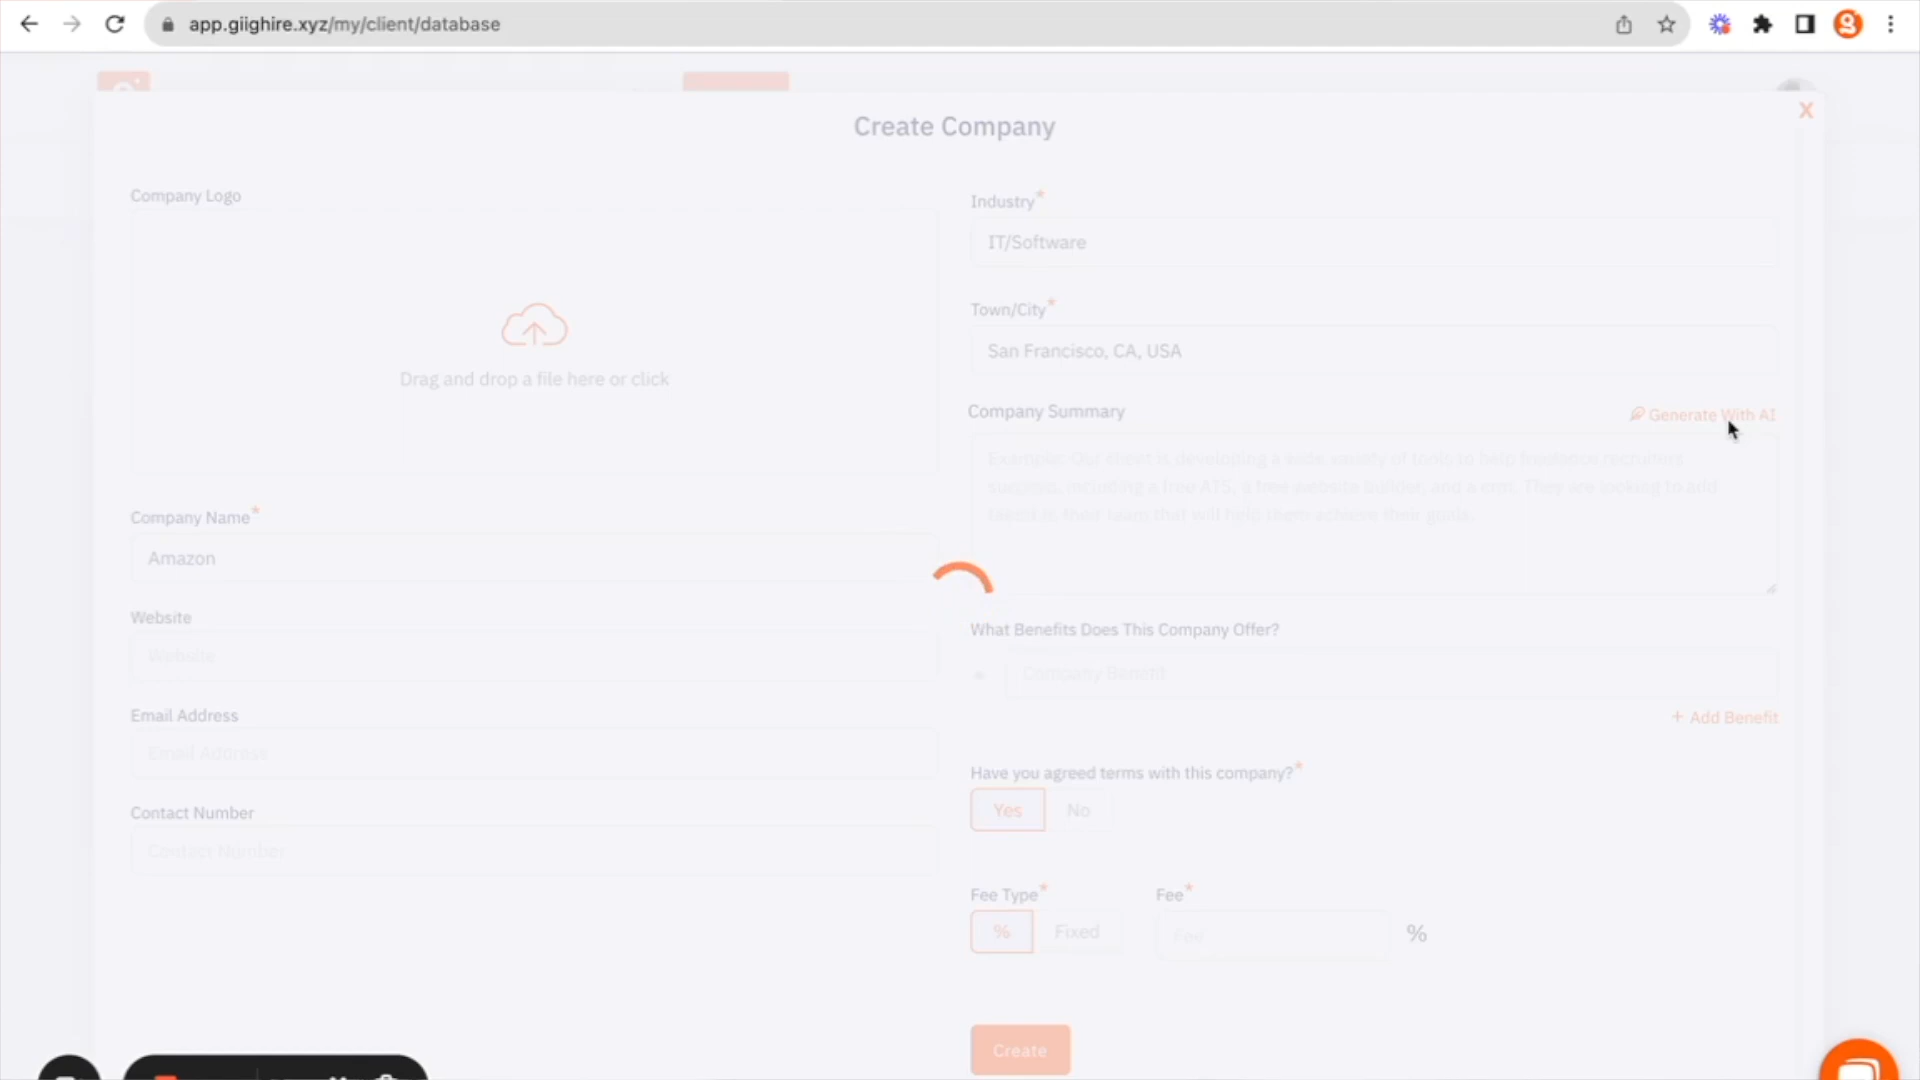 app.giighire.xyz/my/client/database
Create Company
X
Company Logo
Drag and drop a file here or click
Company Name*
Amazon
Website
Website
Email Address
Email Address
Contact Number
Contact Number
Industry*
IT/Software
Town/City*
San Francisco, CA, USA
Company Summary
Generate With AI
Example: Our client is developing a wide variety of tools to help freelance recruiters
succeed, including a free ATS, a free website builder, and a crm. They are looking to add
talent to their team that will help them achieve their goals.
What Benefits Does This Company Offer?
Company Benefit
+ Add Benefit
Have you agreed terms with this company?*
Yes No
Fee Type* Fee*
% Fixed Fee %
Create